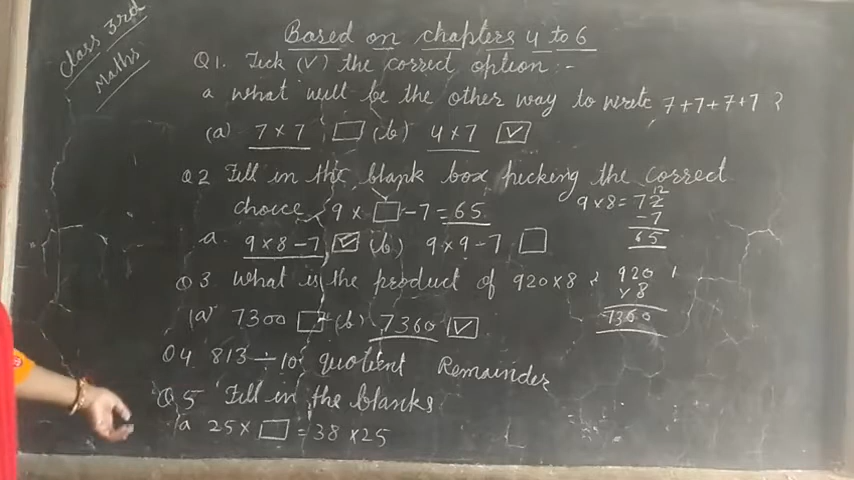 Class 3rd
Maths
Based on chapters 4 to 6
Q1. Tick (V) the correct option :-
a what will be the other way to write 7+7+7+7 ?
(a) 7×7 (b) 4×7 ✓
Q2 Fill in the blank box picking the correct
choice 9 × □ -7 = 65
9×8=72
12
-7
65
a. 9×8-7 ✓ (b) 9×9-7
Q3 What is the product of 920×8 ?
920
×8
7360
(a) 7300 (b) 7360 ✓
Q4. 813 ÷ 10 quotient Remainder
Q5 Fill in the blanks
a 25× □ = 38 ×25